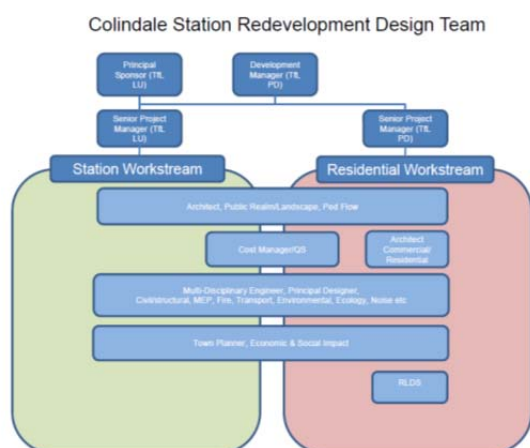 Colindale Station Redevelopment Design Team
Principal
Sponsor (TfL
LU)
Development
Manager (TfL
PD)
Senior Project
Manager (TfL
LU)
Senior Project
Manager (TfL
PD)
Station Workstream
Residential Workstream
Architect, Public Realm/Landscape, Ped Flow
Cost Manager/QS
Architect
Commercial/
Residential
Multi-Disciplinary Engineer, Principal Designer,
Civil/structural, MEP, Fire, Transport, Environmental, Ecology, Noise etc
Town Planner, Economic & Social Impact
RLDS